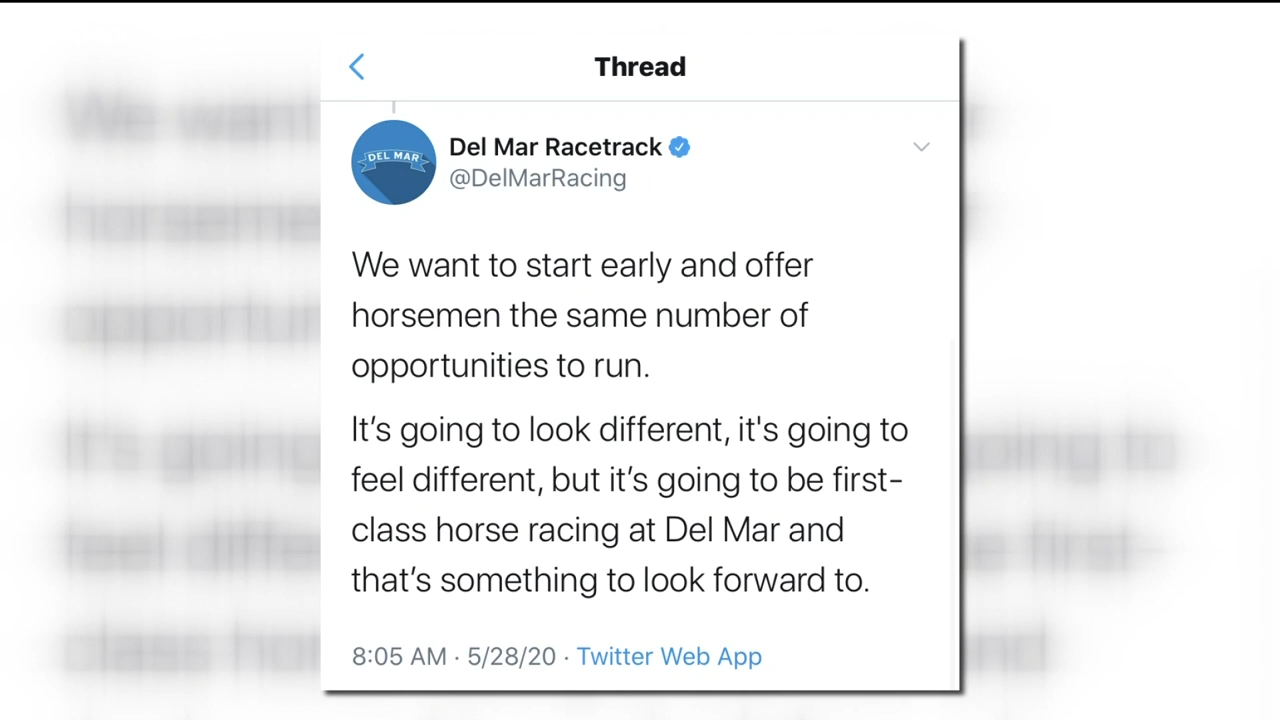 Thread
DEL MAR
Del Mar Racetrack
@DelMarRacing
We want to start early and offer
horsemen the same number of
opportunities to run.
It’s going to look different, it's going to
feel different, but it’s going to be first-
class horse racing at Del Mar and
that’s something to look forward to.
8:05 AM · 5/28/20 · Twitter Web App